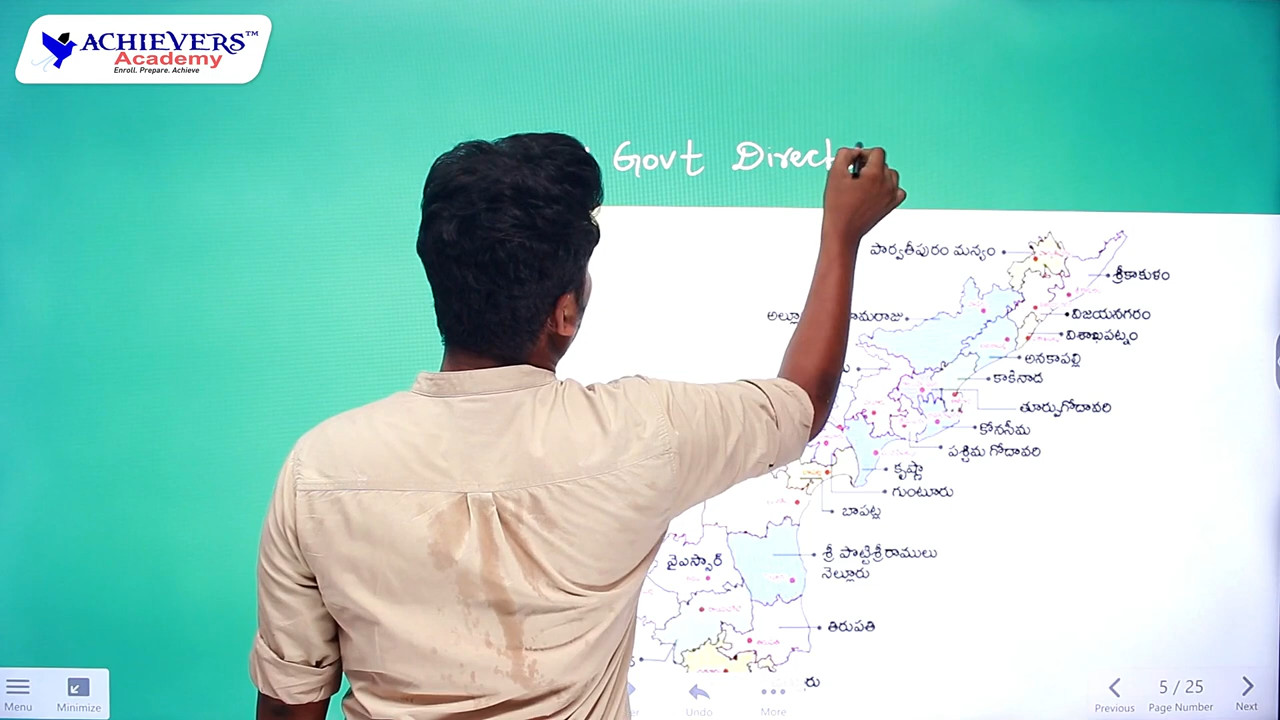 ACHIEVERS™
Academy
Enroll. Prepare. Achieve
Govt Direct
పార్వతీపురం మన్యం
శ్రీకాకుళం
విజయనగరం
విశాఖపట్నం
అనకాపల్లి
కాకినాడ
తూర్పుగోదావరి
కోనసీమ
పశ్చిమ గోదావరి
కృష్ణా
గుంటూరు
బాపట్ల
వైఎస్సార్
శ్రీ పొట్టిశ్రీరాములు
నెల్లూరు
తిరుపతి
Menu
Minimize
Undo
More
Previous
5 / 25
Page Number
Next